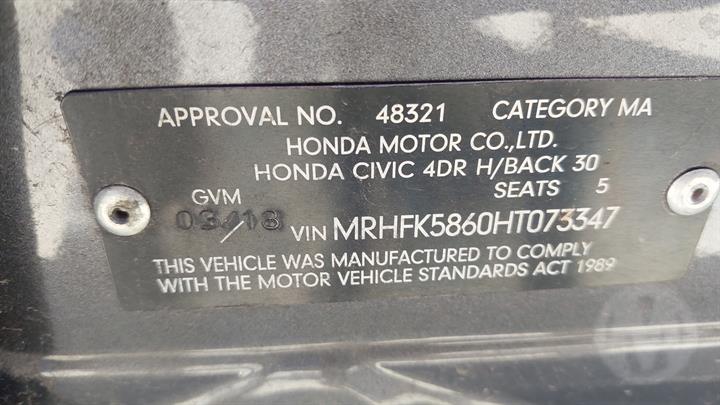 APPROVAL NO. 48321 CATEGORY MA
HONDA MOTOR CO.,LTD.
HONDA CIVIC 4DR H/BACK 30
SEATS 5
GVM
03/18
VIN MRHFK5860HT073347
THIS VEHICLE WAS MANUFACTURED TO COMPLY
WITH THE MOTOR VEHICLE STANDARDS ACT 1989